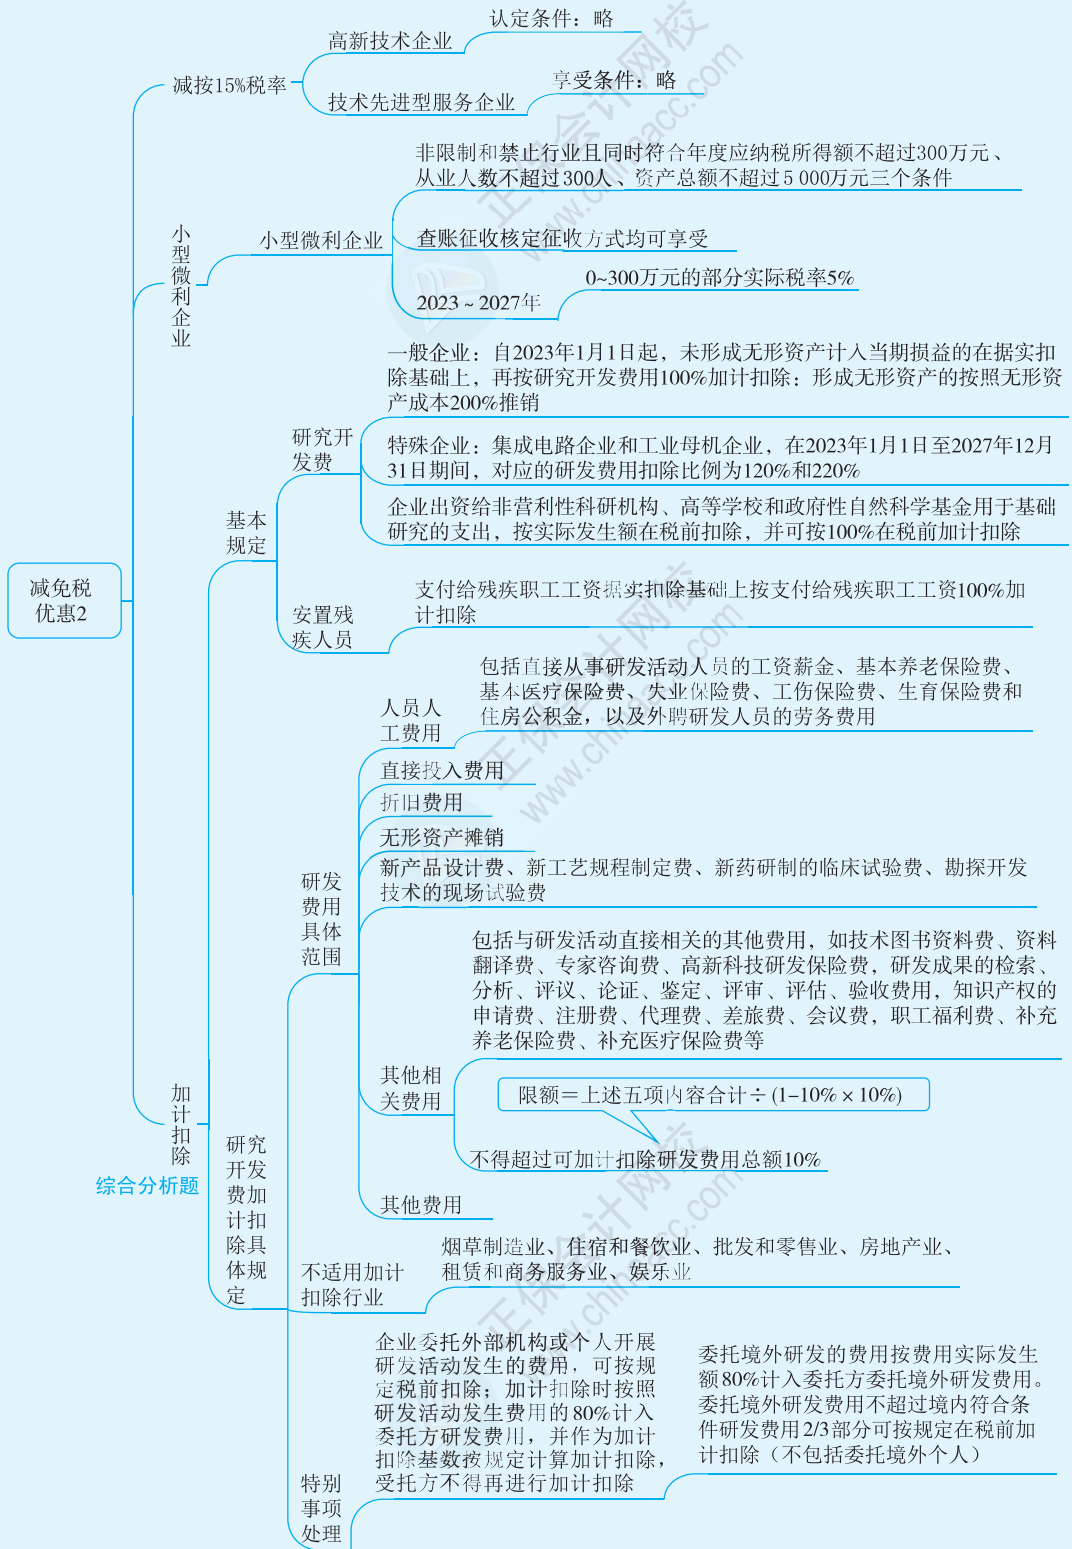 减免税
优惠2
减按15%税率
高新技术企业
认定条件：略
技术先进型服务企业
享受条件：略
小型微利企业
小型微利企业
非限制和禁止行业且同时符合年度应纳税所得额不超过300万元、
从业人数不超过300人、资产总额不超过5 000万元三个条件
查账征收核定征收方式均可享受
2023～2027年
0~300万元的部分实际税率5%
加计扣除
综合分析题
基本
规定
研究开
发费
一般企业：自2023年1月1日起，未形成无形资产计入当期损益的在据实扣
除基础上，再按研究开发费用100%加计扣除：形成无形资产的按照无形资
产成本200%推销
特殊企业：集成电路企业和工业母机企业，在2023年1月1日至2027年12月
31日期间，对应的研发费用扣除比例为120%和220%
企业出资给非营利性科研机构、高等学校和政府性自然科学基金用于基础
研究的支出，按实际发生额在税前扣除，并可按100%在税前加计扣除
安置残
疾人员
支付给残疾职工工资据实扣除基础上按支付给残疾职工工资100%加
计扣除
研究
开发
费加
计扣
除具
体规
定
研发
费用
具体
范围
人员人
工费用
包括直接从事研发活动人员的工资薪金、基本养老保险费、
基本医疗保险费、失业保险费、工伤保险费、生育保险费和
住房公积金，以及外聘研发人员的劳务费用
直接投入费用
折旧费用
无形资产摊销
新产品设计费、新工艺规程制定费、新药研制的临床试验费、勘探开发
技术的现场试验费
其他相
关费用
包括与研发活动直接相关的其他费用，如技术图书资料费、资料
翻译费、专家咨询费、高新科技研发保险费，研发成果的检索、
分析、评议、论证、鉴定、评审、评估、验收费用，知识产权的
申请费、注册费、代理费、差旅费、会议费，职工福利费、补充
养老保险费、补充医疗保险费等
限额＝上述五项内容合计÷(1-10%×10%)
不得超过可加计扣除研发费用总额10%
其他费用
不适用加计
扣除行业
烟草制造业、住宿和餐饮业、批发和零售业、房地产业、
租赁和商务服务业、娱乐业
特别
事项
处理
企业委托外部机构或个人开展
研发活动发生的费用，可按规
定税前扣除；加计扣除时按照
研发活动发生费用的80%计入
委托方研发费用，并作为加计
扣除基数按规定计算加计扣除，
受托方不得再进行加计扣除
委托境外研发的费用按费用实际发生
额80%计入委托方委托境外研发费用。
委托境外研发费用不超过境内符合条
件研发费用2/3部分可按规定在税前加
计扣除（不包括委托境外个人）
正保会计网校
www.chinaacc.com
正保会计网校
www.chinaacc.com
正保会计网校
www.chinaacc.com